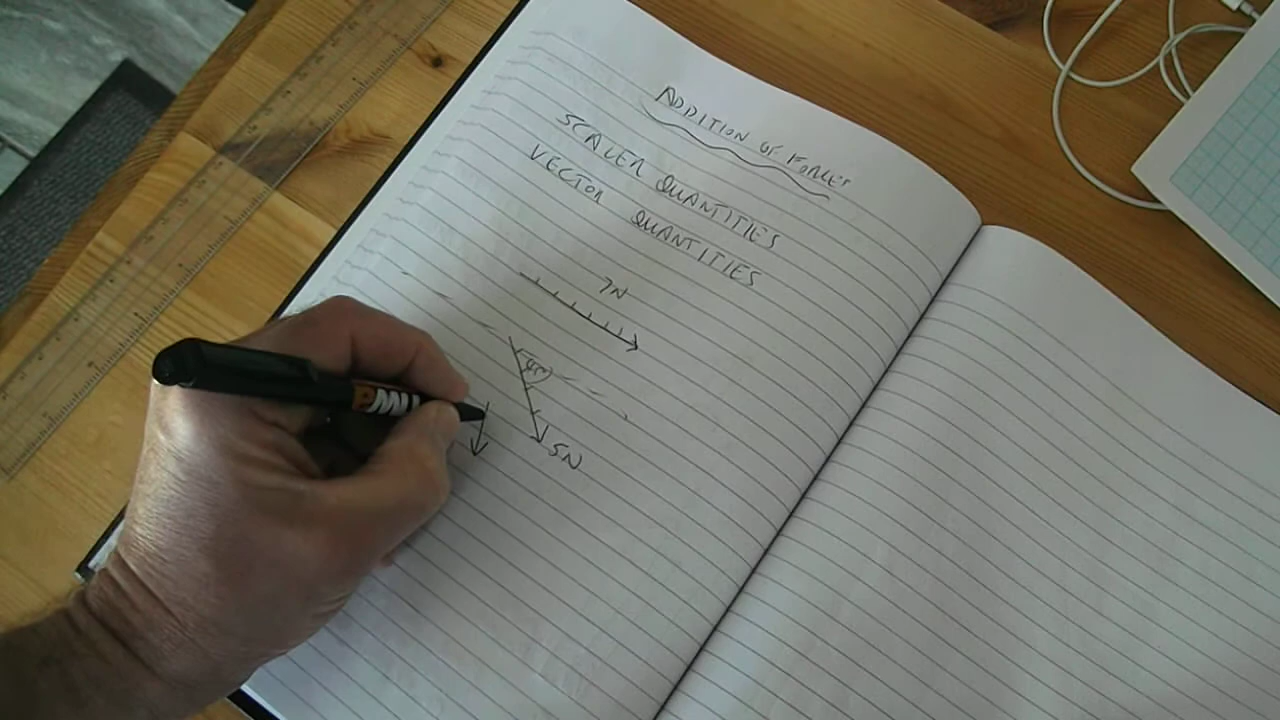 ADDITION OF FORCES
SCALER QUANTITIES
VECTOR QUANTITIES
7N
5N